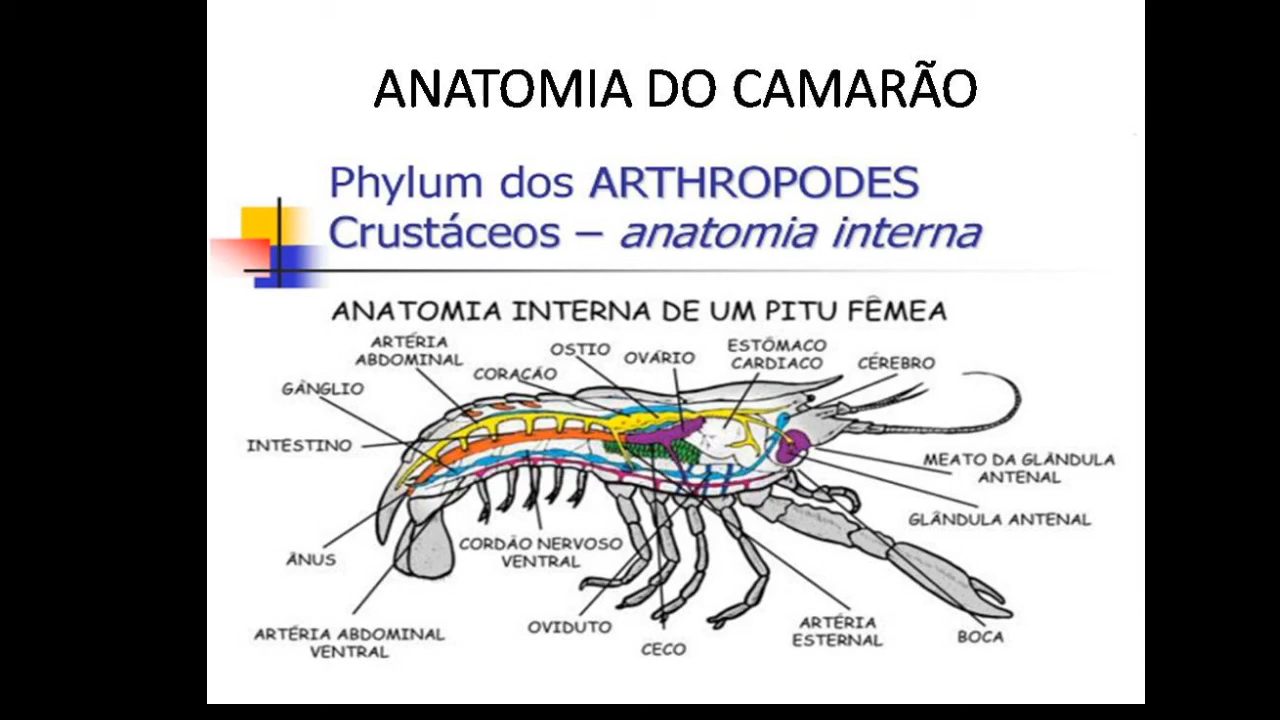 ANATOMIA DO CAMARÃO
Phylum dos ARTHROPODES
Crustáceos – anatomia interna
ANATOMIA INTERNA DE UM PITU FÊMEA
ARTÉRIA
ABDOMINAL
OSTIO
OVÁRIO
ESTÔMACO
CARDIACO
CÉREBRO
CORAÇÃO
GÂNGLIO
INTESTINO
MEATO DA GLÂNDULA
ANTENAL
GLÂNDULA ANTENAL
ÂNUS
CORDÃO NERVOSO
VENTRAL
ARTÉRIA ABDOMINAL
VENTRAL
OVIDUTO
CECO
ARTÉRIA
ESTERNAL
BOCA